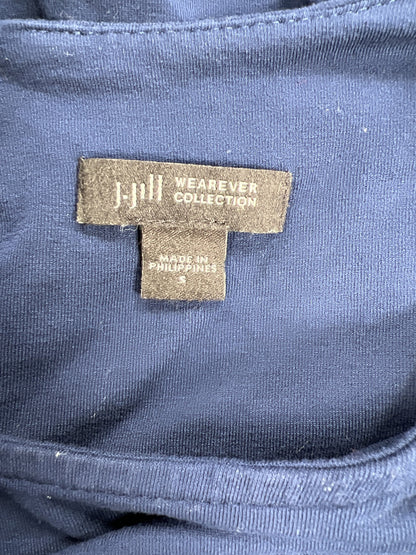 J.Jill WEAREVER
COLLECTION
MADE IN
PHILIPPINES
S